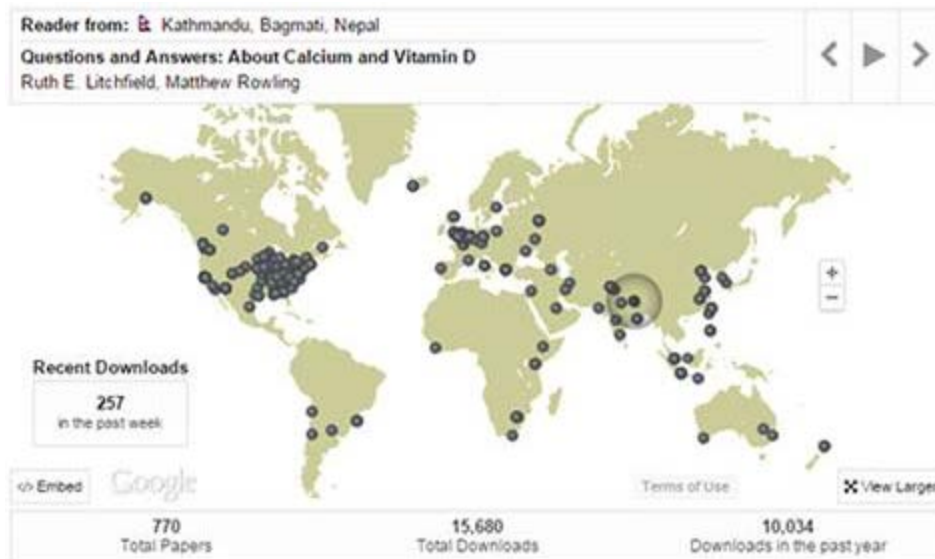 Reader from: Kathmandu, Bagmati, Nepal
Questions and Answers: About Calcium and Vitamin D
Ruth E. Litchfield, Matthew Rowling
+
−
Recent Downloads
257
in the past week
</> Embed
Google
Terms of Use
View Larger
770
Total Papers
15,680
Total Downloads
10,034
Downloads in the past year